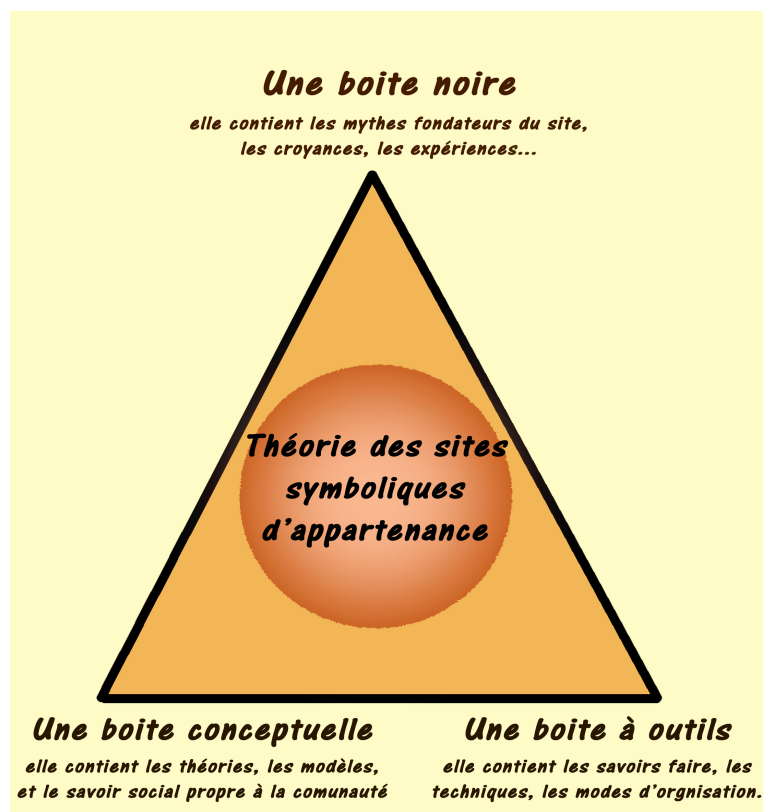 Une boite noire
elle contient les mythes fondateurs du site,
les croyances, les expériences...
Théorie des sites
symboliques
d'appartenance
Une boite conceptuelle
elle contient les théories, les modèles,
et le savoir social propre à la comunauté
Une boite à outils
elle contient les savoirs faire, les
techniques, les modes d'orgnisation.